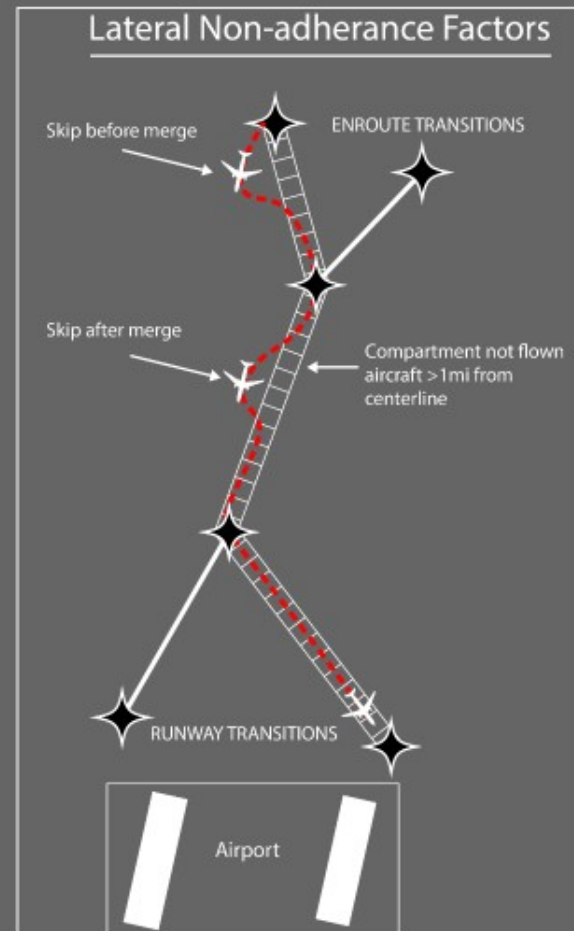 Lateral Non-adherance Factors
Skip before merge
ENROUTE TRANSITIONS
Skip after merge
Compartment not flown
aircraft >1mi from
centerline
RUNWAY TRANSITIONS
Airport